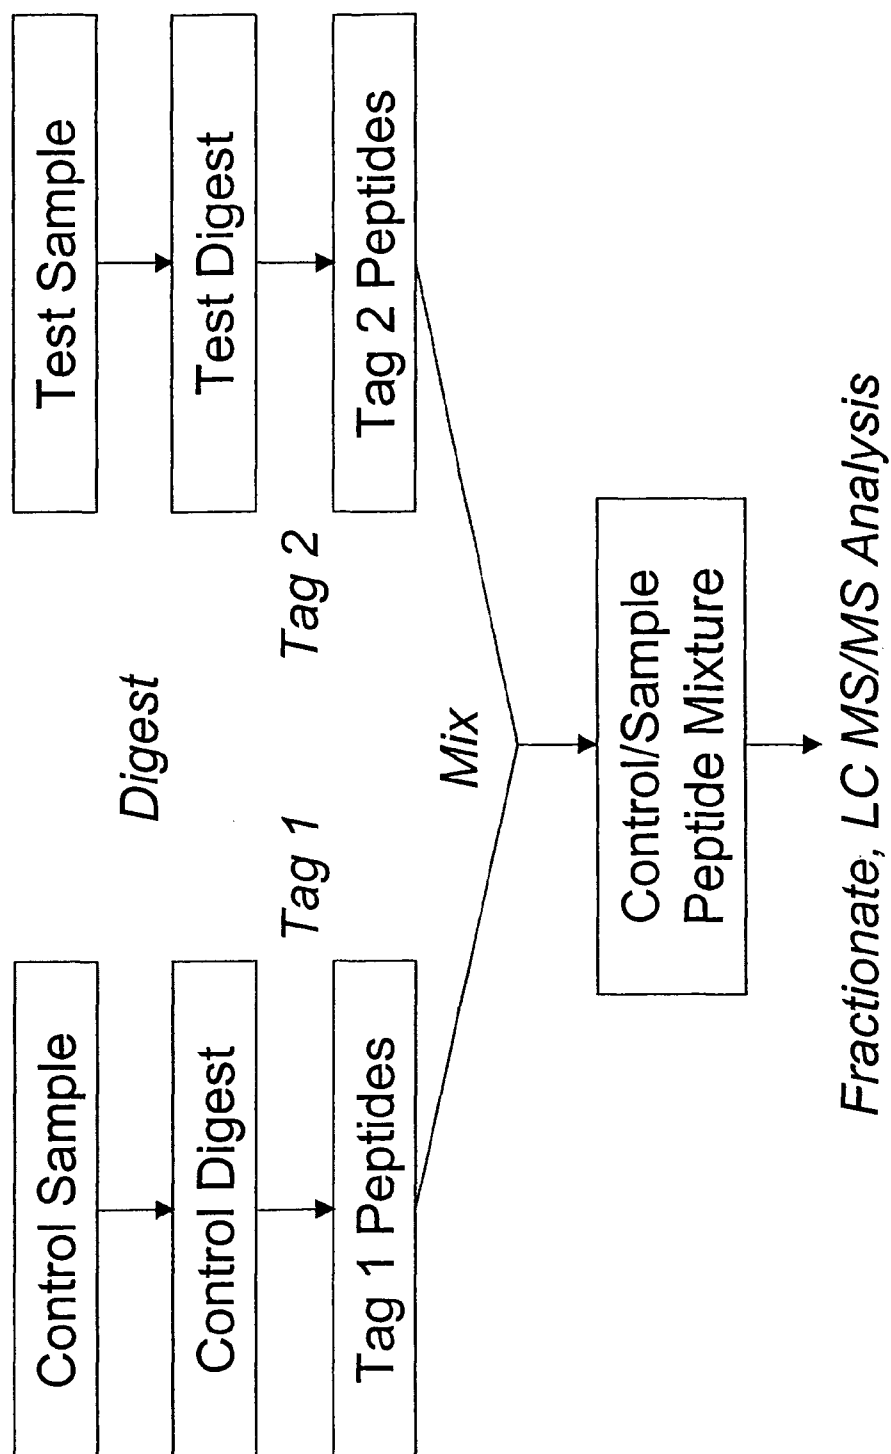 Control Sample
Test Sample
Digest
Control Digest
Test Digest
Tag 1
Tag 2
Tag 1 Peptides
Tag 2 Peptides
Mix
Control/Sample
Peptide Mixture
Fractionate, LC MS/MS Analysis